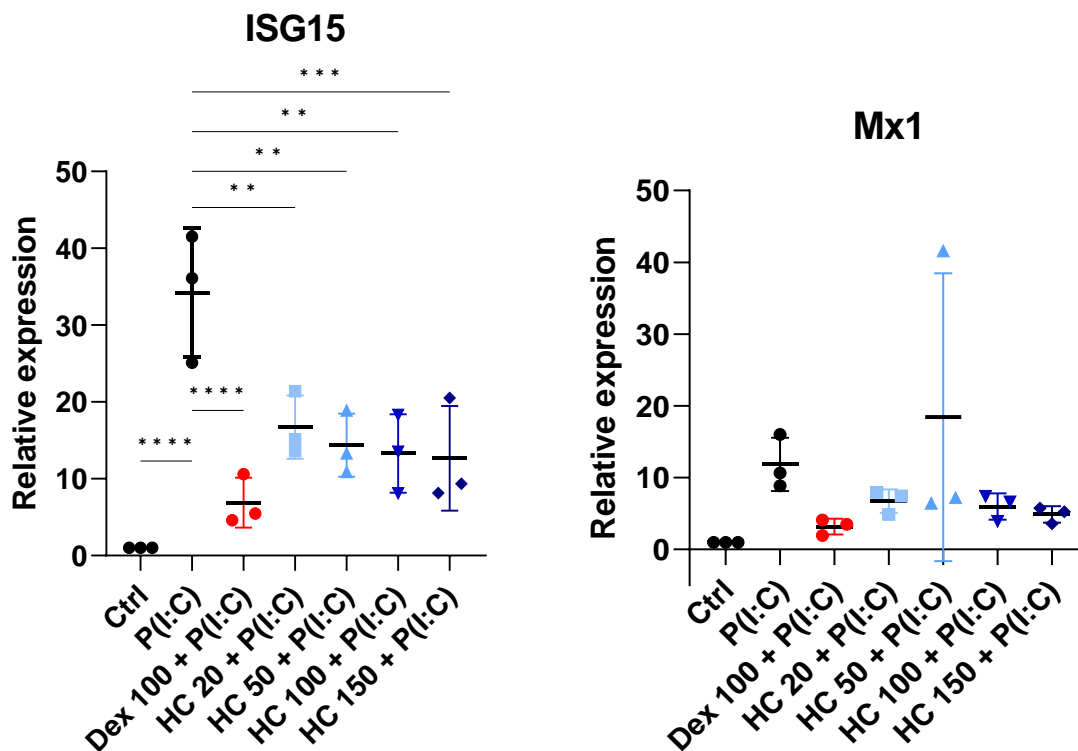 ISG15
* * *
* *
* *
* *
* * * *
* * * *
Relative expression
50
40
30
20
10
0
Ctrl
P(I:C)
Dex 100 + P(I:C)
HC 20 + P(I:C)
HC 50 + P(I:C)
HC 100 + P(I:C)
HC 150 + P(I:C)
Mx1
Relative expression
50
40
30
20
10
0
Ctrl
P(I:C)
Dex 100 + P(I:C)
HC 20 + P(I:C)
HC 50 + P(I:C)
HC 100 + P(I:C)
HC 150 + P(I:C)